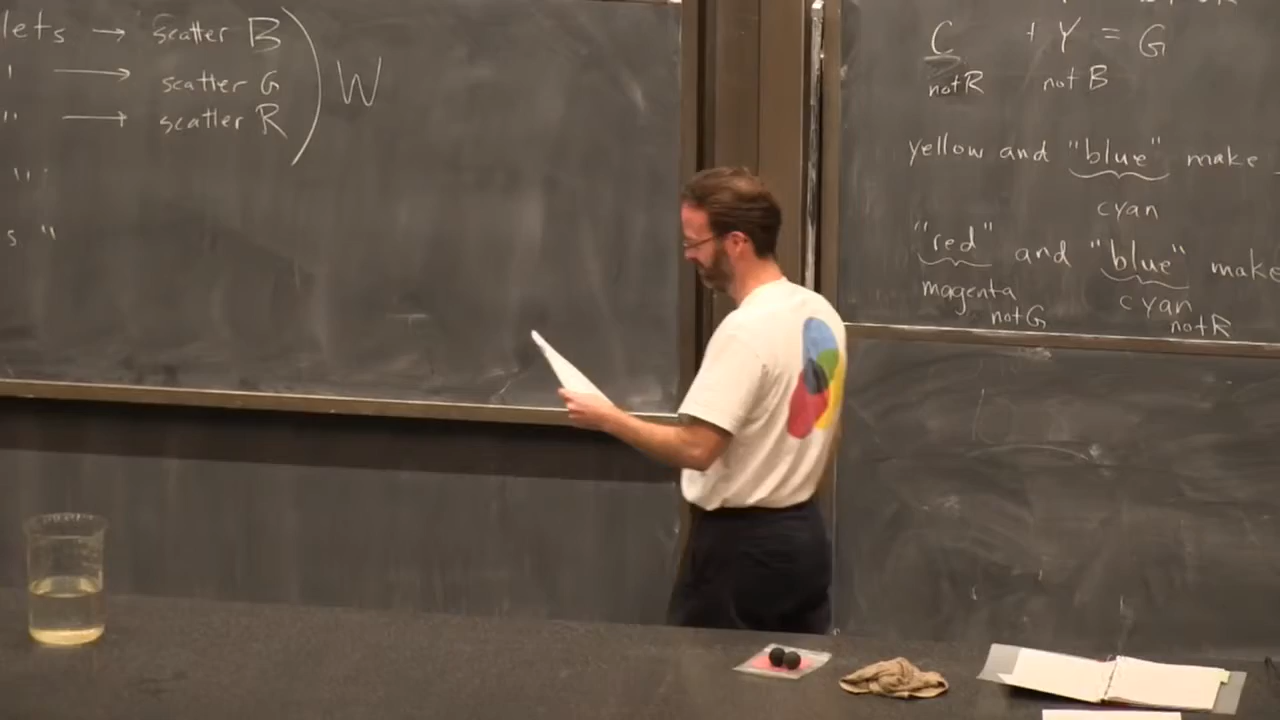 lets → scatter B
" → scatter G
" → scatter R
W
"
s "
C + Y = G
not R not B
yellow and "blue" make
cyan
"red" and "blue" make
magenta cyan
not G not R